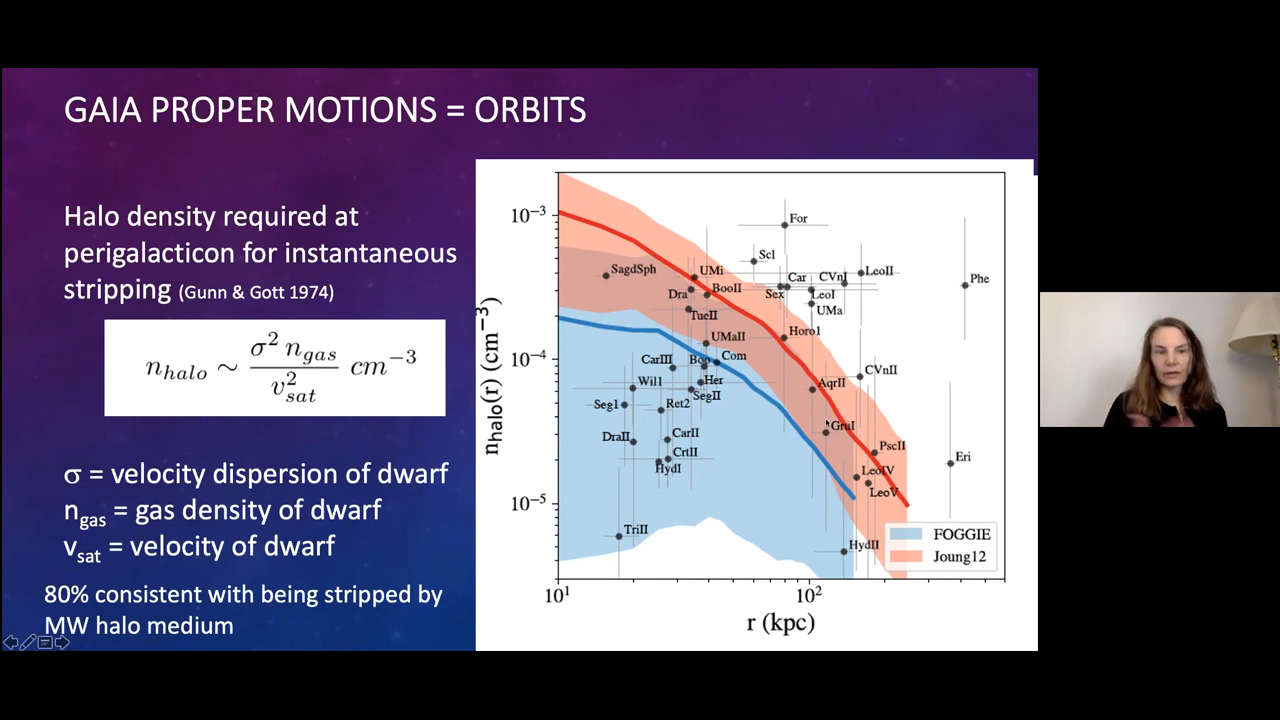 GAIA PROPER MOTIONS = ORBITS
Halo density required at
perigalacticon for instantaneous
stripping (Gunn & Gott 1974)
n_halo ~ σ² n_gas / v²_sat cm⁻³
σ = velocity dispersion of dwarf
n_gas = gas density of dwarf
v_sat = velocity of dwarf
80% consistent with being stripped by
MW halo medium
n_halo(r) (cm⁻³)
10⁻³
10⁻⁴
10⁻⁵
For
Scl
SagdSph
UMi
Car
CVnI
LeoII
Phe
Dra
BooII
Sex
LeoI
TucII
UMa
Horo1
UMaII
CarIII
Boo
Com
Wil1
Her
AqrII
CVnII
SegII
Seg1
Ret2
GruI
DraII
CarII
PscII
CrtII
HydI
LeoIV
Eri
LeoV
TriII
HydII
FOGGIE
Joung12
10¹
10²
r (kpc)